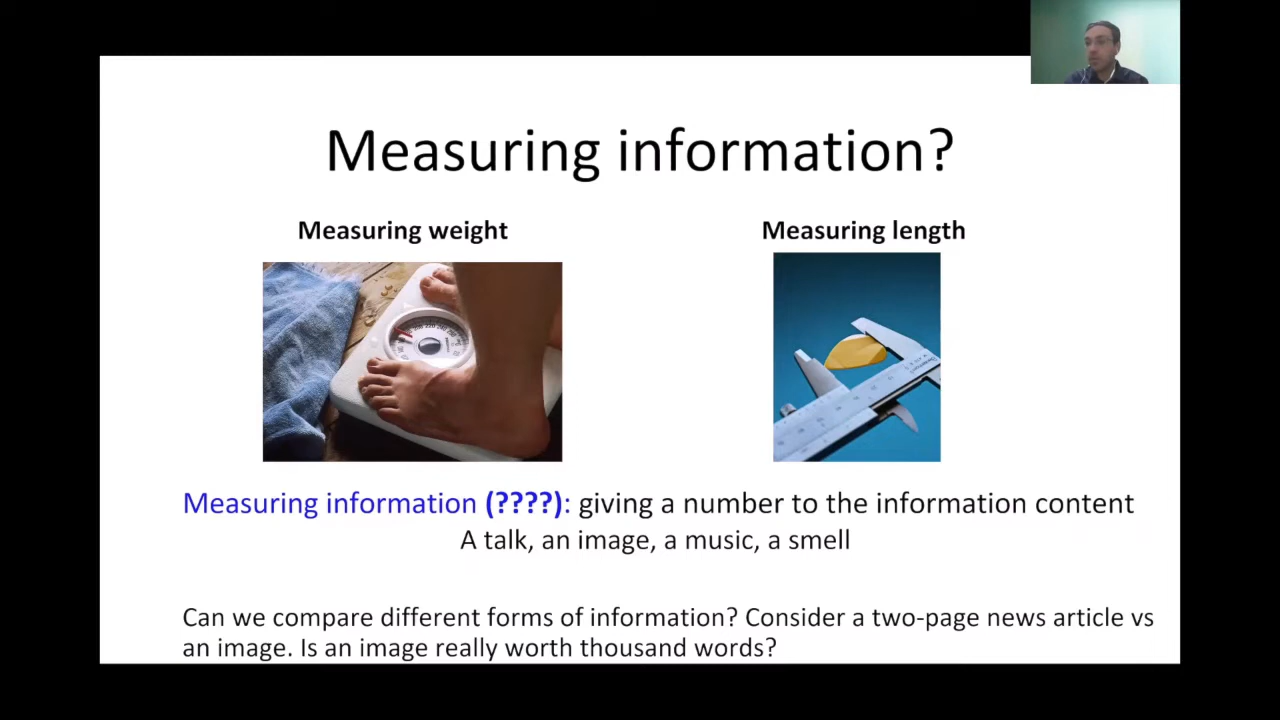 Measuring information?
Measuring weight
Measuring length
Measuring information (????): giving a number to the information content
A talk, an image, a music, a smell
Can we compare different forms of information? Consider a two-page news article vs
an image. Is an image really worth thousand words?